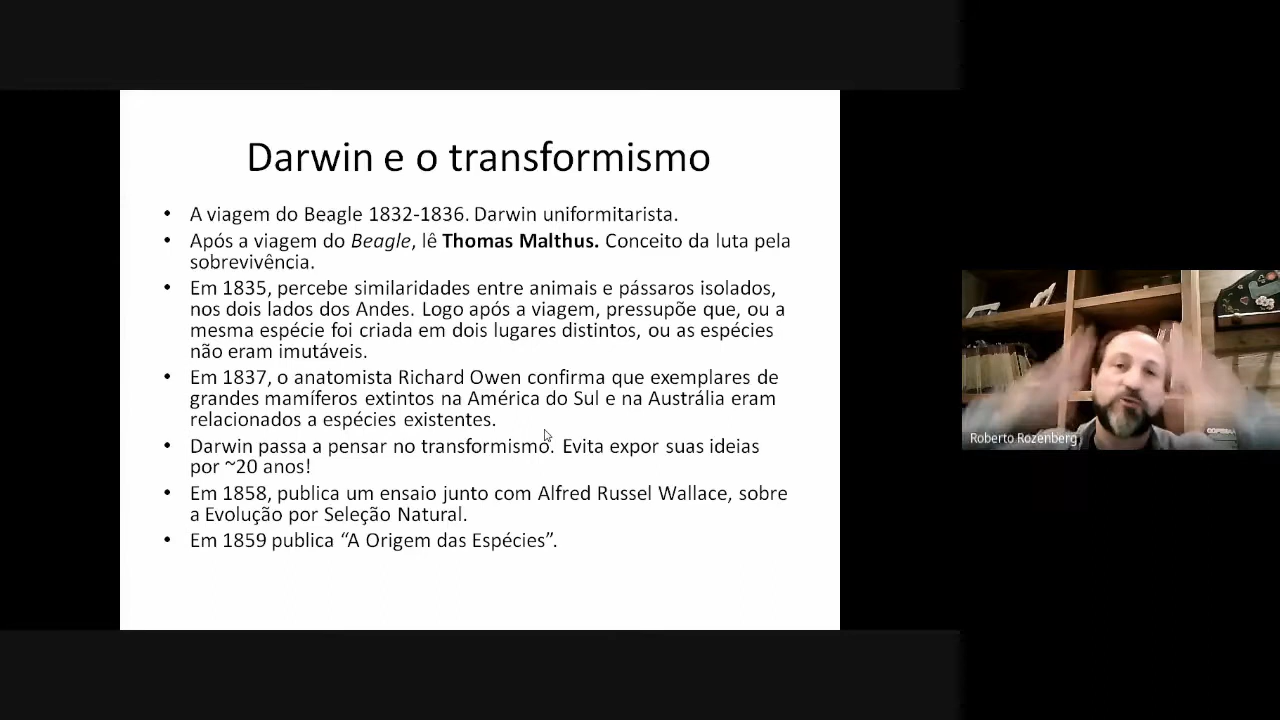 Darwin e o transformismo
• A viagem do Beagle 1832-1836. Darwin uniformitarista.
• Após a viagem do Beagle, lê Thomas Malthus. Conceito da luta pela
sobrevivência.
• Em 1835, percebe similaridades entre animais e pássaros isolados,
nos dois lados dos Andes. Logo após a viagem, pressupõe que, ou a
mesma espécie foi criada em dois lugares distintos, ou as espécies
não eram imutáveis.
• Em 1837, o anatomista Richard Owen confirma que exemplares de
grandes mamíferos extintos na América do Sul e na Austrália eram
relacionados a espécies existentes.
• Darwin passa a pensar no transformismo. Evita expor suas ideias
por ~20 anos!
• Em 1858, publica um ensaio junto com Alfred Russel Wallace, sobre
a Evolução por Seleção Natural.
• Em 1859 publica “A Origem das Espécies”.
Roberto Rozenberg